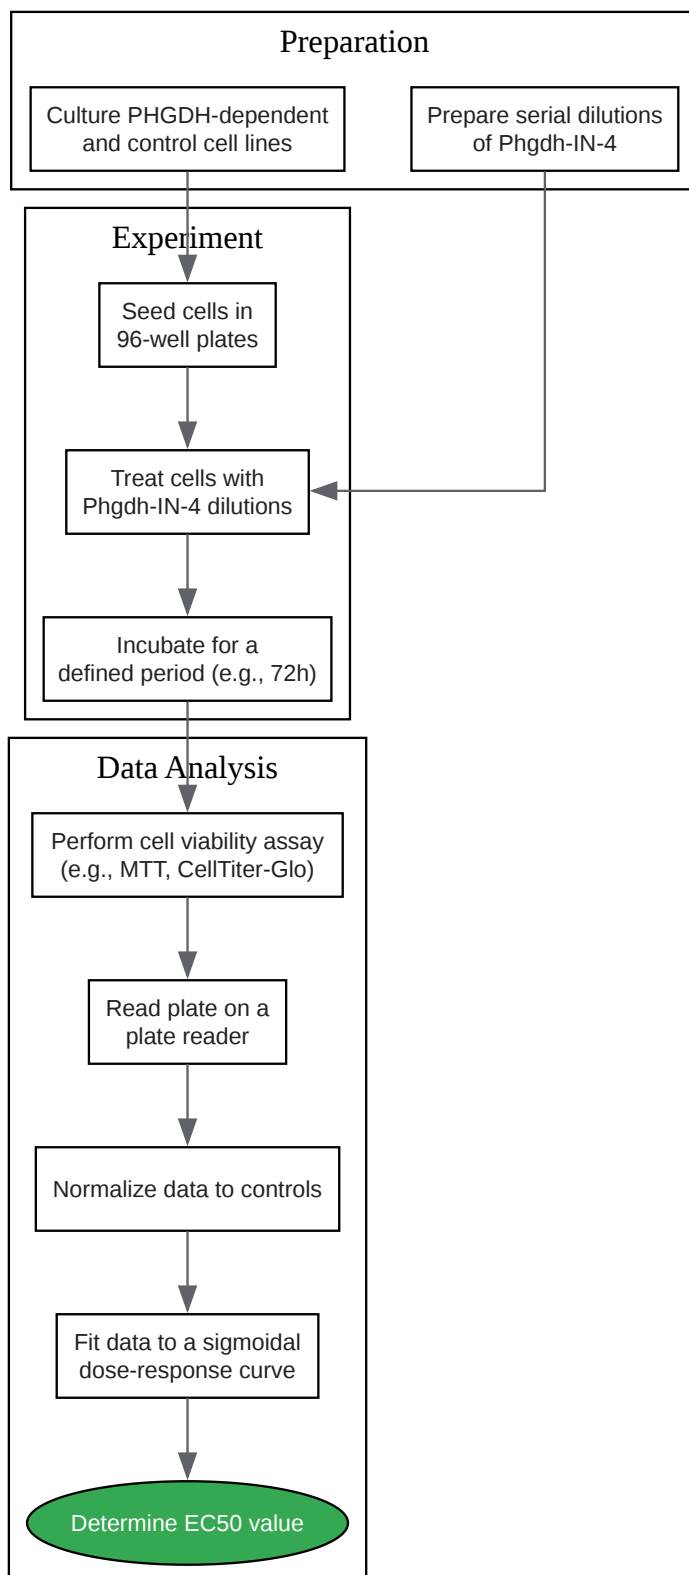 Preparation
Culture PHGDH-dependent
and control cell lines
Prepare serial dilutions
of Phgdh-IN-4
Experiment
Seed cells in
96-well plates
Treat cells with
Phgdh-IN-4 dilutions
Incubate for a
defined period (e.g., 72h)
Data Analysis
Perform cell viability assay
(e.g., MTT, CellTiter-Glo)
Read plate on a
plate reader
Normalize data to controls
Fit data to a sigmoidal
dose-response curve
Determine EC50 value